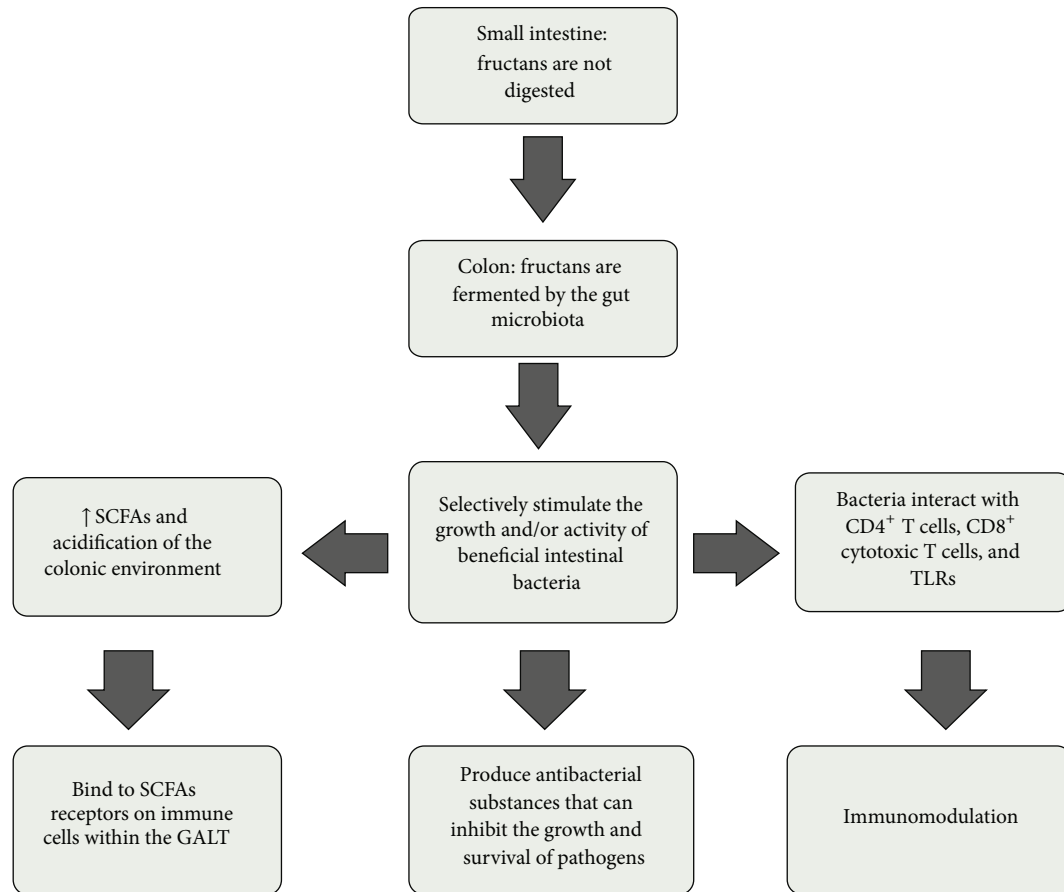 Small intestine:
fructans are not
digested
Colon: fructans are
fermented by the gut
microbiota
↑ SCFAs and
acidification of the
colonic environment
Selectively stimulate the
growth and/or activity of
beneficial intestinal
bacteria
Bacteria interact with
CD4⁺ T cells, CD8⁺
cytotoxic T cells, and
TLRs
Bind to SCFAs
receptors on immune
cells within the GALT
Produce antibacterial
substances that can
inhibit the growth and
survival of pathogens
Immunomodulation